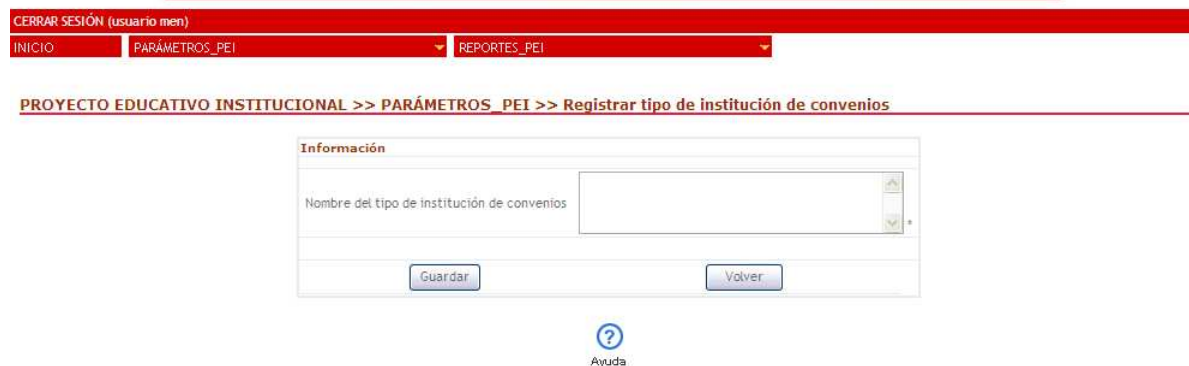 CERRAR SESIÓN (usuario men)
INICIO PARÁMETROS_PEI REPORTES_PEI
PROYECTO EDUCATIVO INSTITUCIONAL >> PARÁMETROS_PEI >> Registrar tipo de institución de convenios
Información
Nombre del tipo de institución de convenios *
Guardar Volver
?
Ayuda